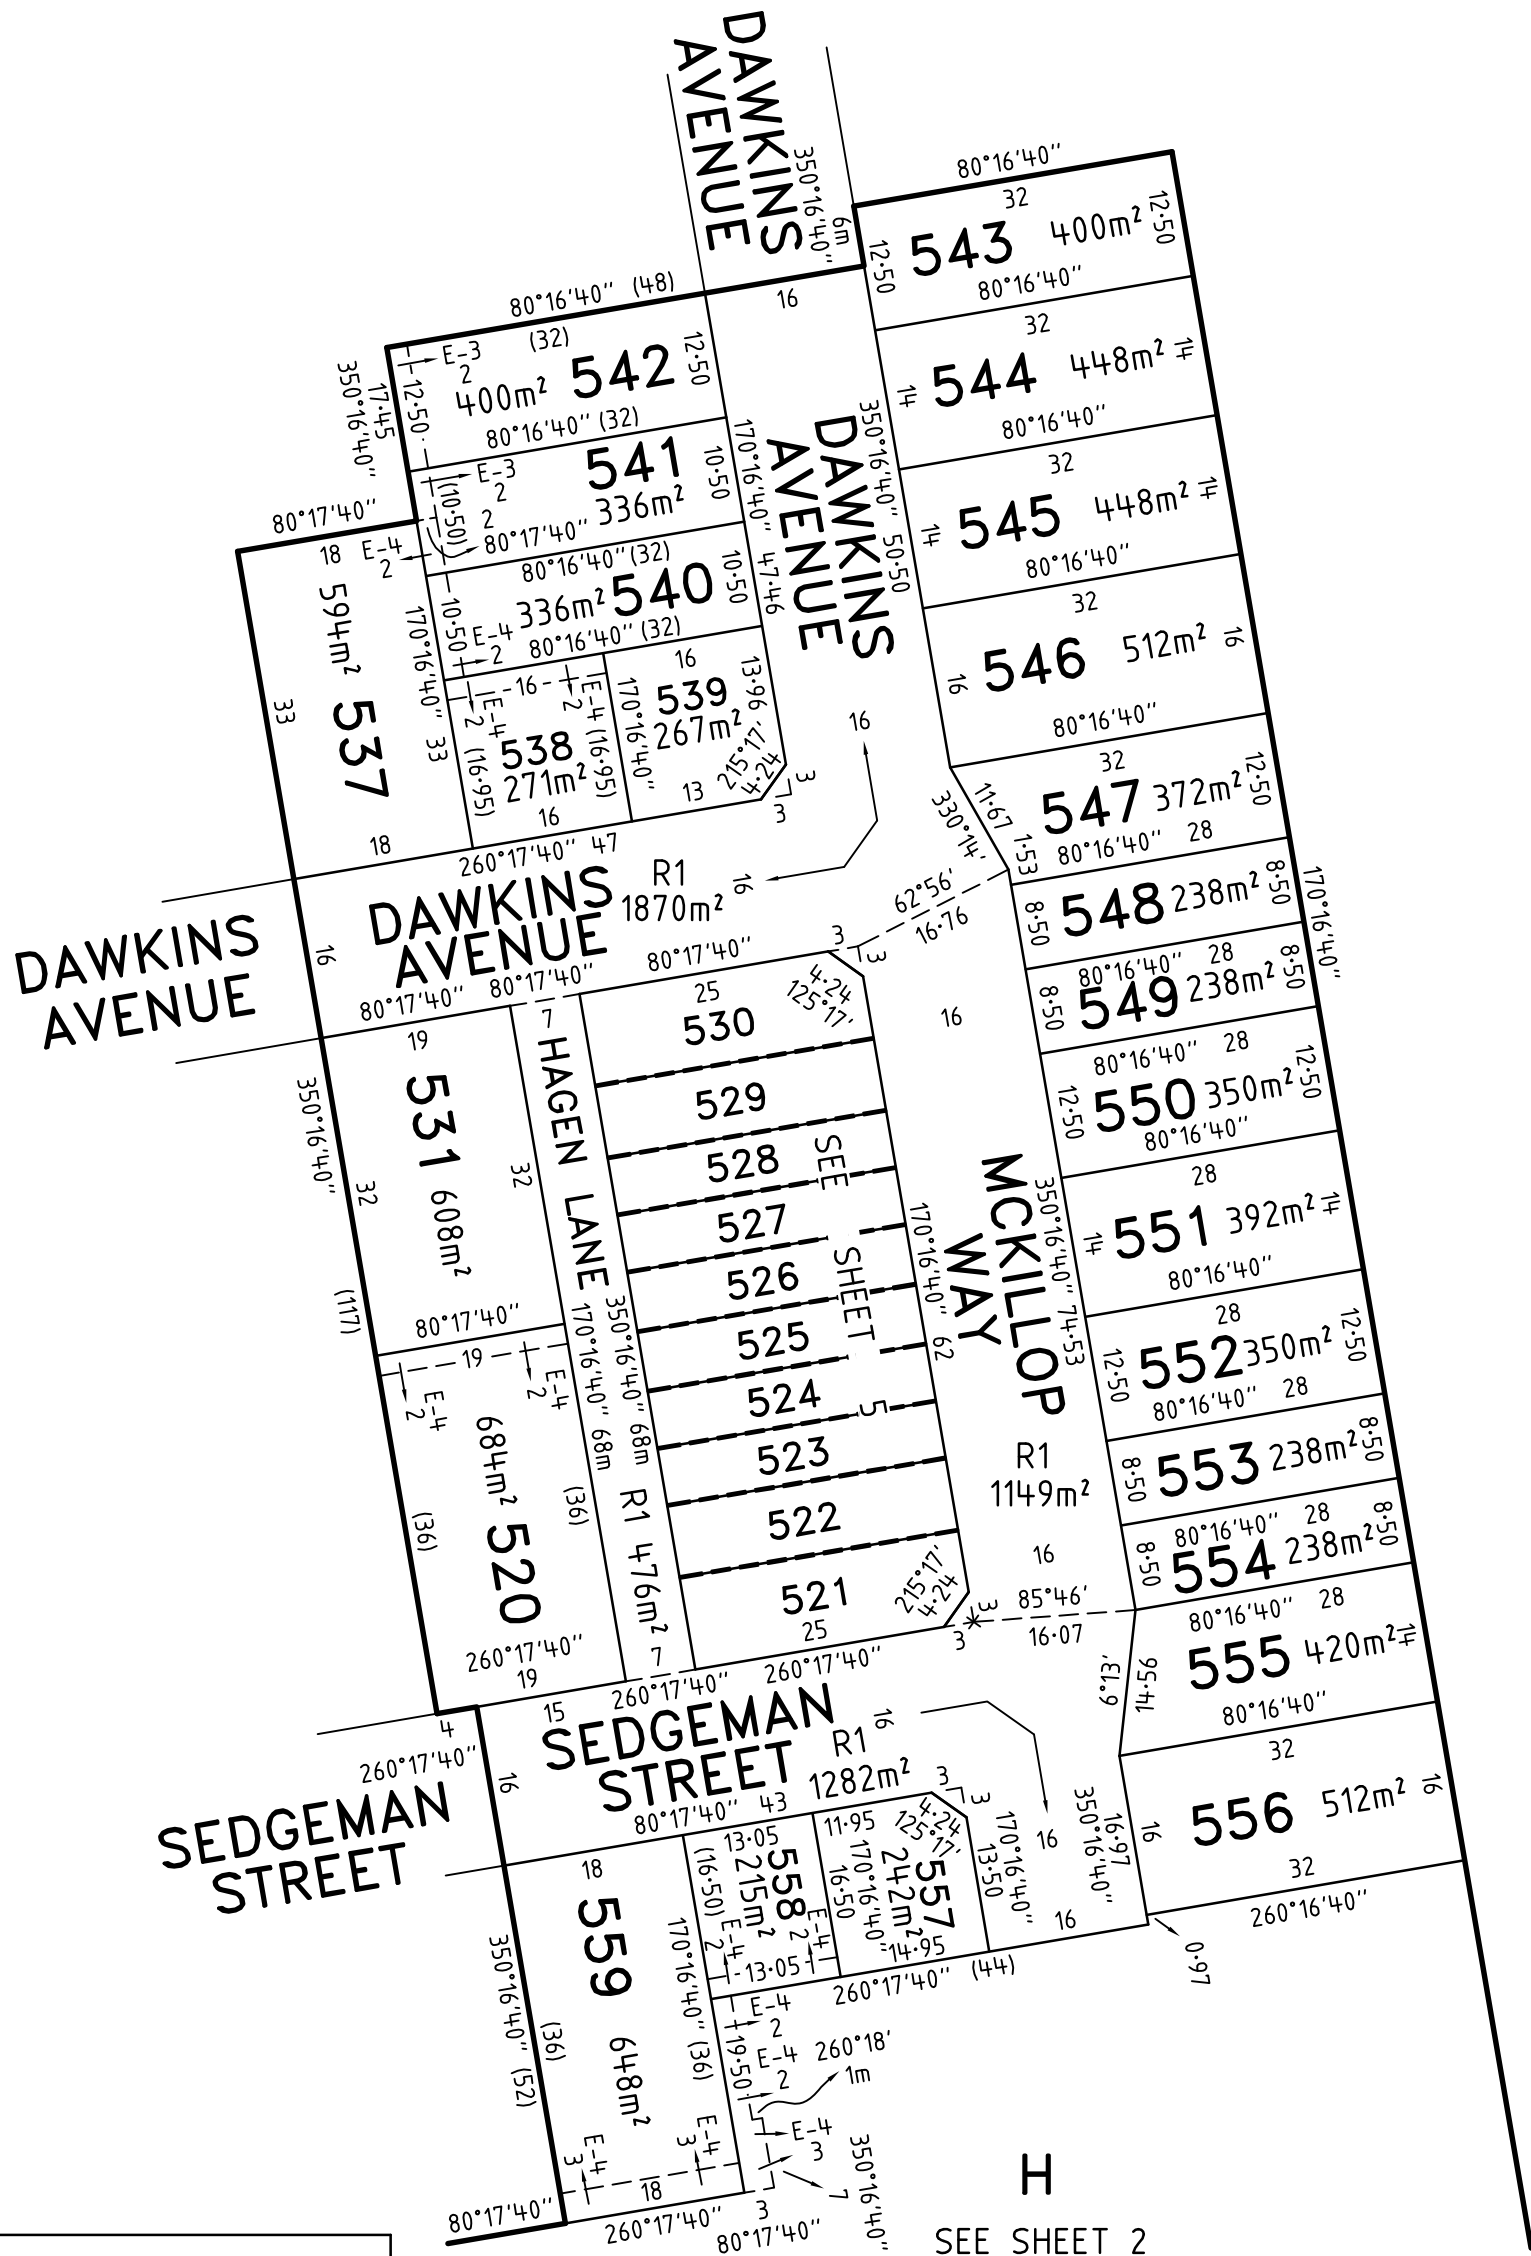 DAWKINS
AVENUE
350°16'40"
6m
80°16'40"
32
12·50
543 400m²
12·50
80°16'40"
16
80°16'40" (48)
(32)
E-3
2
12·50
400m² 542
12·50
80°16'40" (32)
350°16'40"
17·45
32
14
544 448m²
14
80°16'40"
541
336m²
E-3
2
(10·50)
2
80°17'40"
10·50
80°16'40" (32)
170°16'40" 47·46
DAWKINS
AVENUE
350°16'40" 50·50
32
14
545 448m²
14
80°16'40"
80°17'40"
18
E-4
2
594m² 537
33
170°16'40" 33
18
10·50
336m² 540
10·50
E-4
2
80°16'40" (32)
32
16
546 512m²
16
80°16'40"
16
E-4
2
E-4
2
(16·95)
538
271m²
(16·95)
16
170°16'40"
16
539
267m²
13·96
215°17'
4·24
13
3
3
16
32
11·67
330°14'
1·53
547 372m²
12·50
80°16'40" 28
260°17'40" 47
DAWKINS
AVENUE
R1
1870m²
16
62°56'
16·76
8·50
548 238m²
8·50
170°16'40"
DAWKINS
AVENUE
16
80°17'40"
80°17'40"
80°17'40"
3
3
28
80°16'40"
8·50
549 238m²
8·50
19
7
25
4·24
125°17'
530
16
80°16'40" 28
12·50
550 350m²
12·50
80°16'40"
350°16'40"
32
531 608m²
32
(117)
80°17'40"
HAGEN LANE
529
528
527
526
525
524
523
522
521
SEE SHEET 5
170°16'40" 62
MCKILLOP
WAY
350°16'40" 74·53
28
14
551 392m²
14
80°16'40"
28
12·50
552 350m²
12·50
80°16'40" 28
19
E-4
2
E-4
2
170°16'40" 68m
350°16'40" 68m
684m² 520
(36)
(36)
R1 476m²
R1
1149m²
8·50
553 238m²
8·50
80°16'40" 28
8·50
554 238m²
8·50
16
215°17'
4·24
25
3
3
85°46'
16·07
80°16'40" 28
6°13'
14·56
555 420m²
14
80°16'40"
260°17'40"
19
7
260°17'40"
260°17'40"
15
4
260°17'40"
SEDGEMAN
STREET
16
SEDGEMAN
STREET
R1
1282m²
16
80°17'40" 43
3
3
16
350°16'40"
16·97
32
16
556 512m²
16
32
260°16'40"
0·97
18
559 648m²
350°16'40" (52)
(36)
170°16'40" (36)
13·05
(16·50)
215m²
558
E-4
2
E-4
2
13·05
11·95
16·50
170°16'40"
242m²
557
4·24
125°17'
13·50
170°16'40"
14·95
16
260°17'40" (44)
E-4
2
19·50
E-4
2
260°18'
1m
E-4
3
7
350°16'40"
E-4
3
E-4
3
18
80°17'40"
260°17'40"
3
80°17'40"
H
SEE SHEET 2